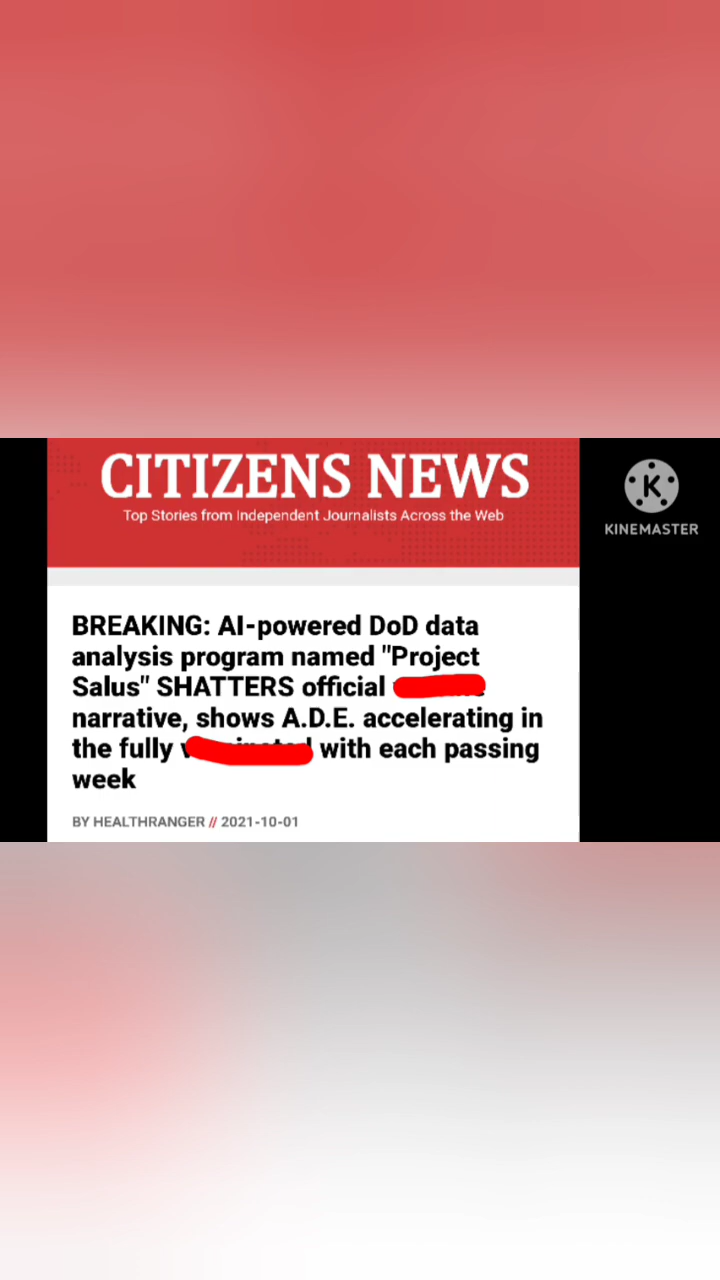 CITIZENS NEWS
Top Stories from Independent Journalists Across the Web
KINEMASTER
BREAKING: AI-powered DoD data
analysis program named "Project
Salus" SHATTERS official
narrative, shows A.D.E. accelerating in
the fully with each passing
week
BY HEALTHRANGER // 2021-10-01